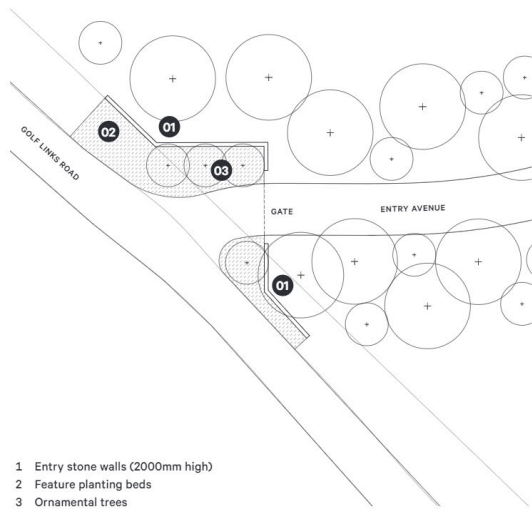 02
01
03
GOLF LINKS ROAD
GATE
ENTRY AVENUE
01
1 Entry stone walls (2000mm high)
2 Feature planting beds
3 Ornamental trees